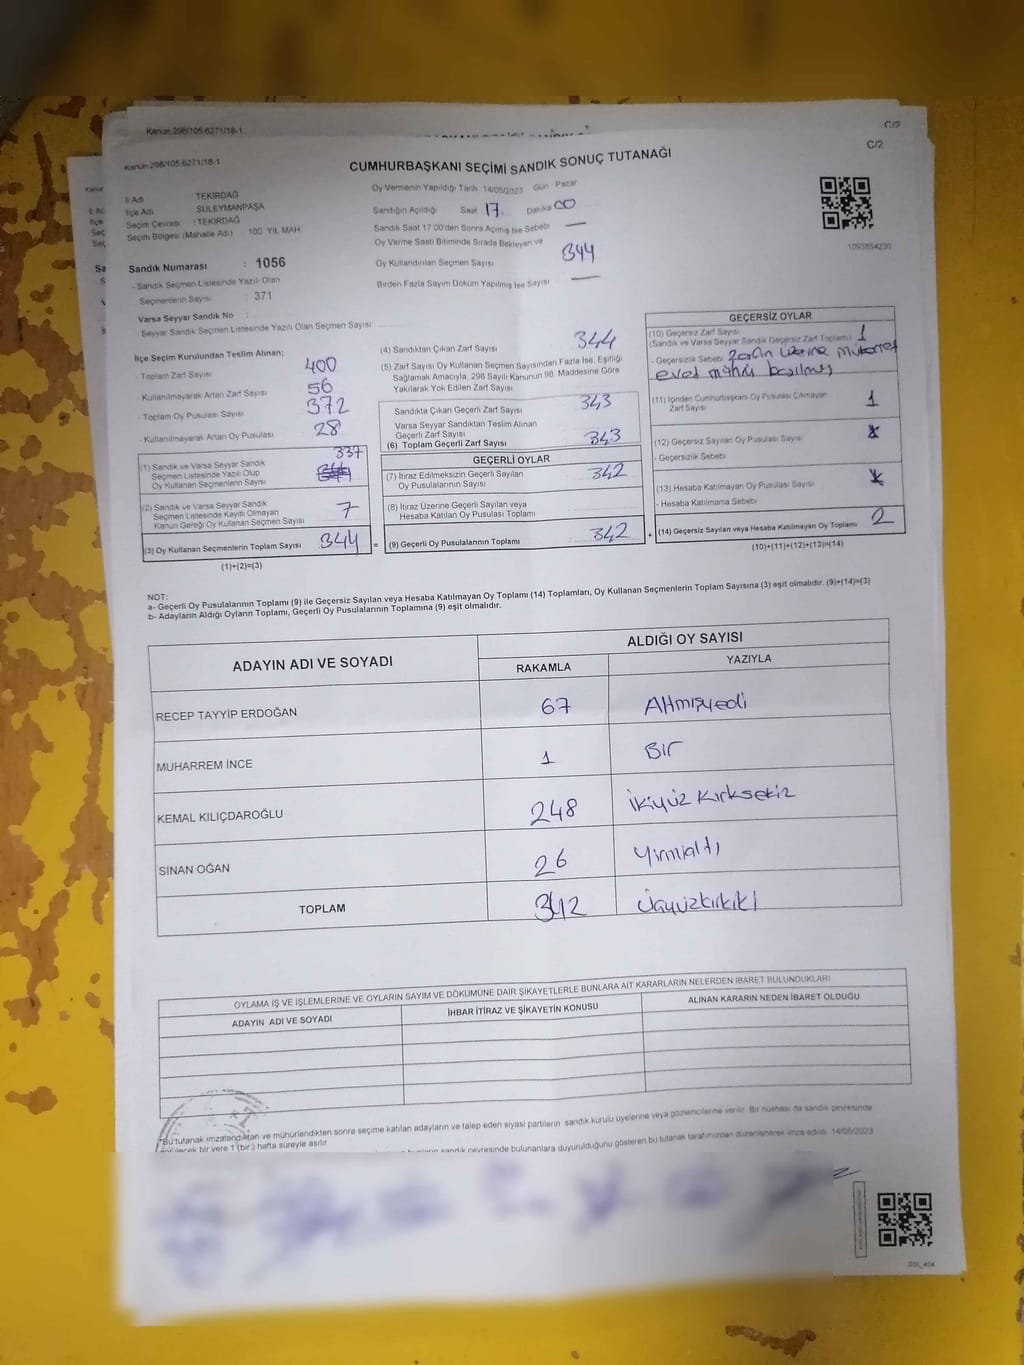 Kanun.298/105;6271/18-1
C/2
Kanun.298/105;6271/18-1
C/2
CUMHURBAŞKANI SEÇİMİ SANDIK SONUÇ TUTANAĞI
İl Adı TEKİRDAĞ
İlçe Adı SÜLEYMANPAŞA
Seçim Çevresi : TEKİRDAĞ
Seçim Bölgesi (Mahalle Adı) 100. YIL MAH
Sandık Numarası : 1056
- Sandık Seçmen Listesinde Yazılı Olan
Seçmenlerin Sayısı : 371
Varsa Seyyar Sandık No :
- Seyyar Sandık Seçmen Listesinde Yazılı Olan Seçmen Sayısı:
Oy Vermenin Yapıldığı Tarih 14/05/2023 Gün Pazar
Sandığın Açıldığı Saat 17. Dakika 00
Sandık Saat 17:00'den Sonra Açılmış İse Sebebi —
Oy Verme Saati Bitiminde Sırada Bekleyen ve
Oy Kullandırılan Seçmen Sayısı 344
Birden Fazla Sayım Döküm Yapılmış İse Sayısı —
1093854230
İlçe Seçim Kurulundan Teslim Alınan;
- Toplam Zarf Sayısı 400
- Kullanılmayarak Artan Zarf Sayısı 56
- Toplam Oy Pusulası Sayısı 372
- Kullanılmayarak Artan Oy Pusulası 28
(1) Sandık ve Varsa Seyyar Sandık
Seçmen Listesinde Yazılı Olup
Oy Kullanan Seçmenlerin Sayısı 337
(2) Sandık ve Varsa Seyyar Sandık
Seçmen Listesinde Kayıtlı Olmayan
Kanun Gereği Oy Kullanan Seçmen Sayısı 7
(3) Oy Kullanan Seçmenlerin Toplam Sayısı 344
(1)+(2)=(3)
=
(4) Sandıktan Çıkan Zarf Sayısı 344
(5) Zarf Sayısı Oy Kullanan Seçmen Sayısından Fazla İse, Eşitliği
Sağlamak Amacıyla, 298 Sayılı Kanunun 98. Maddesine Göre
Yakılarak Yok Edilen Zarf Sayısı
Sandıkta Çıkan Geçerli Zarf Sayısı 343
Varsa Seyyar Sandıktan Teslim Alınan
Geçerli Zarf Sayısı
(6) Toplam Geçerli Zarf Sayısı 343
GEÇERLİ OYLAR
(7) İtiraz Edilmeksizin Geçerli Sayılan
Oy Pusulalarının Sayısı 342
(8) İtiraz Üzerine Geçerli Sayılan veya
Hesaba Katılan Oy Pusulası Toplamı
(9) Geçerli Oy Pusulalarının Toplamı 342
+
GEÇERSİZ OYLAR
(10) Geçersiz Zarf Sayısı
(Sandık ve Varsa Seyyar Sandık Geçersiz Zarf Toplamı) 1
- Geçersizlik Sebebi Zarfın üzerine mükerrer
evet mührü basılmış
(11) İçinden Cumhurbaşkanı Oy Pusulası Çıkmayan
Zarf Sayısı 1
(12) Geçersiz Sayılan Oy Pusulası Sayısı
- Geçersizlik Sebebi
(13) Hesaba Katılmayan Oy Pusulası Sayısı
- Hesaba Katılmama Sebebi
(14) Geçersiz Sayılan veya Hesaba Katılmayan Oy Toplamı 2
(10)+(11)+(12)+(13)=(14)
NOT:
a- Geçerli Oy Pusulalarının Toplamı (9) ile Geçersiz Sayılan veya Hesaba Katılmayan Oy Toplamı (14) Toplamları, Oy Kullanan Seçmenlerin Toplam Sayısına (3) eşit olmalıdır. (9)+(14)=(3)
b- Adayların Aldığı Oyların Toplamı, Geçerli Oy Pusulalarının Toplamına (9) eşit olmalıdır.
ADAYIN ADI VE SOYADI
ALDIĞI OY SAYISI
RAKAMLA YAZIYLA
RECEP TAYYİP ERDOĞAN 67 Altmışyedi
MUHARREM İNCE 1 Bir
KEMAL KILIÇDAROĞLU 248 İkiyüz Kırksekiz
SİNAN OĞAN 26 Yirmialtı
TOPLAM 342 Üçyüzkırkiki
OYLAMA İŞ VE İŞLEMLERİNE VE OYLARIN SAYIM VE DÖKÜMÜNE DAİR ŞİKAYETLERLE BUNLARA AİT KARARLARIN NELERDEN İBARET BULUNDUKLARI
ADAYIN ADI VE SOYADI İHBAR İTİRAZ VE ŞİKAYETİN KONUSU ALINAN KARARIN NEDEN İBARET OLDUĞU
*Bu tutanak imzalandıktan ve mühürlendikten sonra seçime katılan adayların ve talep eden siyasi partilerin sandık kurulu üyelerine veya gözlemcilerine verilir. Bir nüshası da sandık çevresinde
bir yere 1 (bir) hafta süreyle asılır.
sandık çevresinde bulunanlara duyurulduğunu gösteren bu tutanak tarafımızdan düzenlenerek imza edildi. 14/05/2023